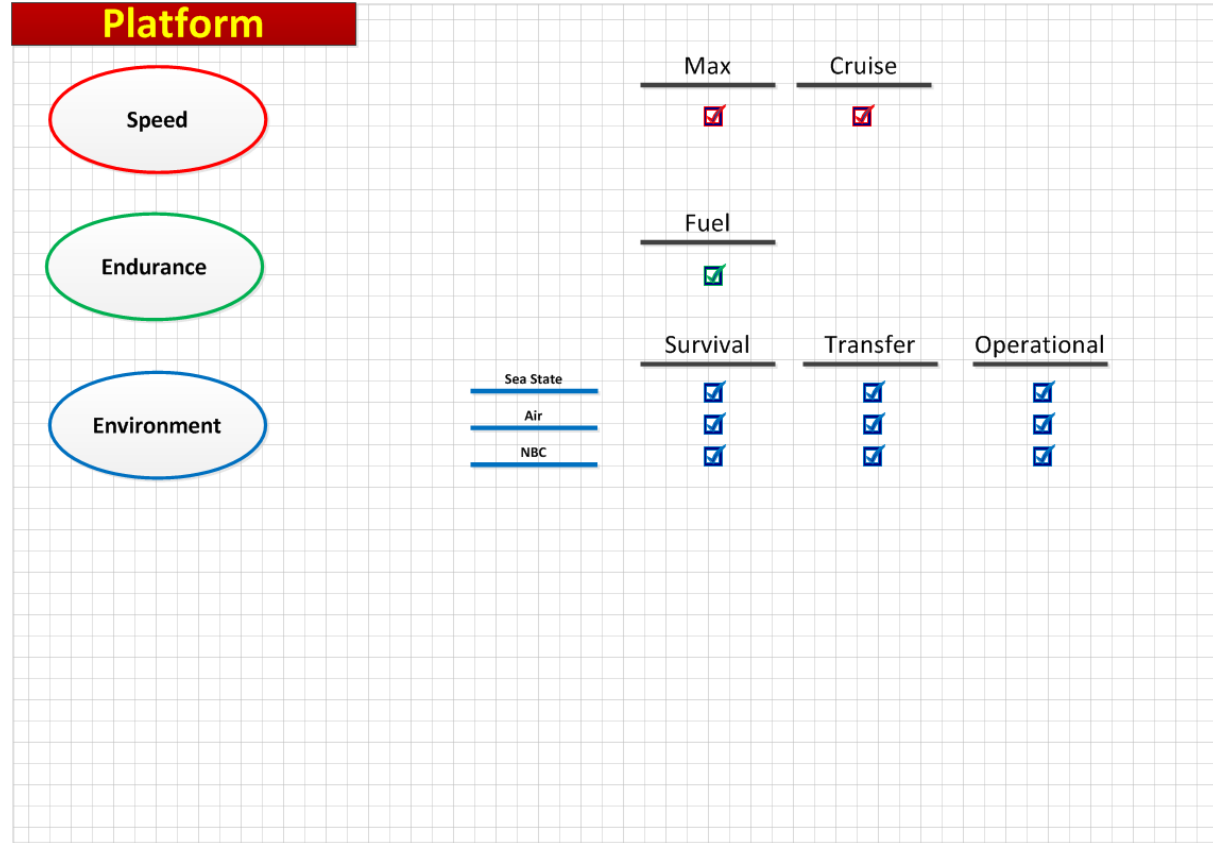 Platform
Max Cruise
Speed
Fuel
Endurance
Survival Transfer Operational
Sea State
Air
Environment
NBC